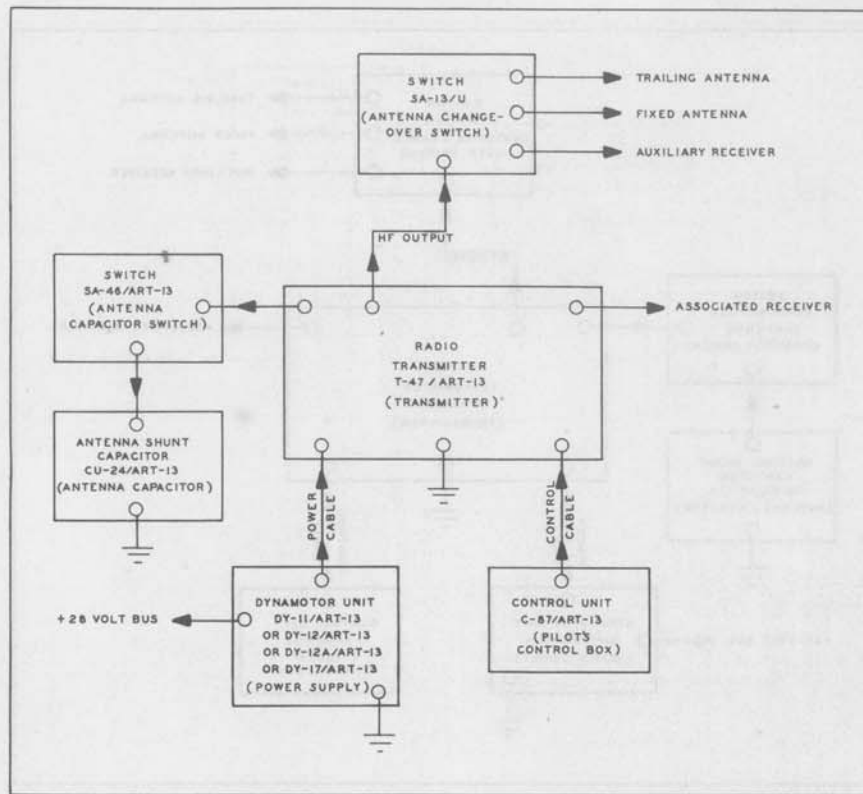 SWITCH
SA-13/U
(ANTENNA CHANGE-
OVER SWITCH)
TRAILING ANTENNA
FIXED ANTENNA
AUXILIARY RECEIVER
HF OUTPUT
SWITCH
SA-46/ART-13
(ANTENNA
CAPACITOR SWITCH)
ASSOCIATED RECEIVER
RADIO
TRANSMITTER
T-47/ART-13
(TRANSMITTER)
ANTENNA SHUNT
CAPACITOR
CU-24/ART-13
(ANTENNA CAPACITOR)
POWER
CABLE
CONTROL
CABLE
+28 VOLT BUS
DYNAMOTOR UNIT
DY-11/ART-13
OR DY-12/ART-13
OR DY-12A/ART-13
OR DY-17/ART-13
(POWER SUPPLY)
CONTROL UNIT
C-87/ART-13
(PILOT'S
CONTROL BOX)